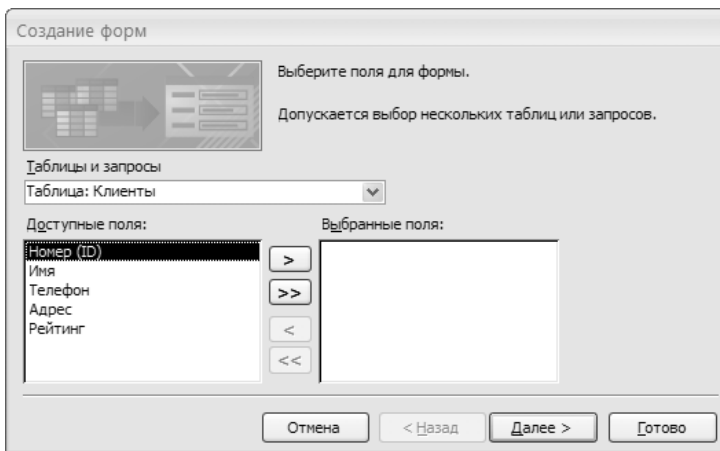 Создание форм
Выберите поля для формы.
Допускается выбор нескольких таблиц или запросов.
Таблицы и запросы
Таблица: Клиенты
Доступные поля:
Выбранные поля:
Номер (ID)
Имя
Телефон
Адрес
Рейтинг
>
>>
<
<<
Отмена
< Назад
Далее >
Готово